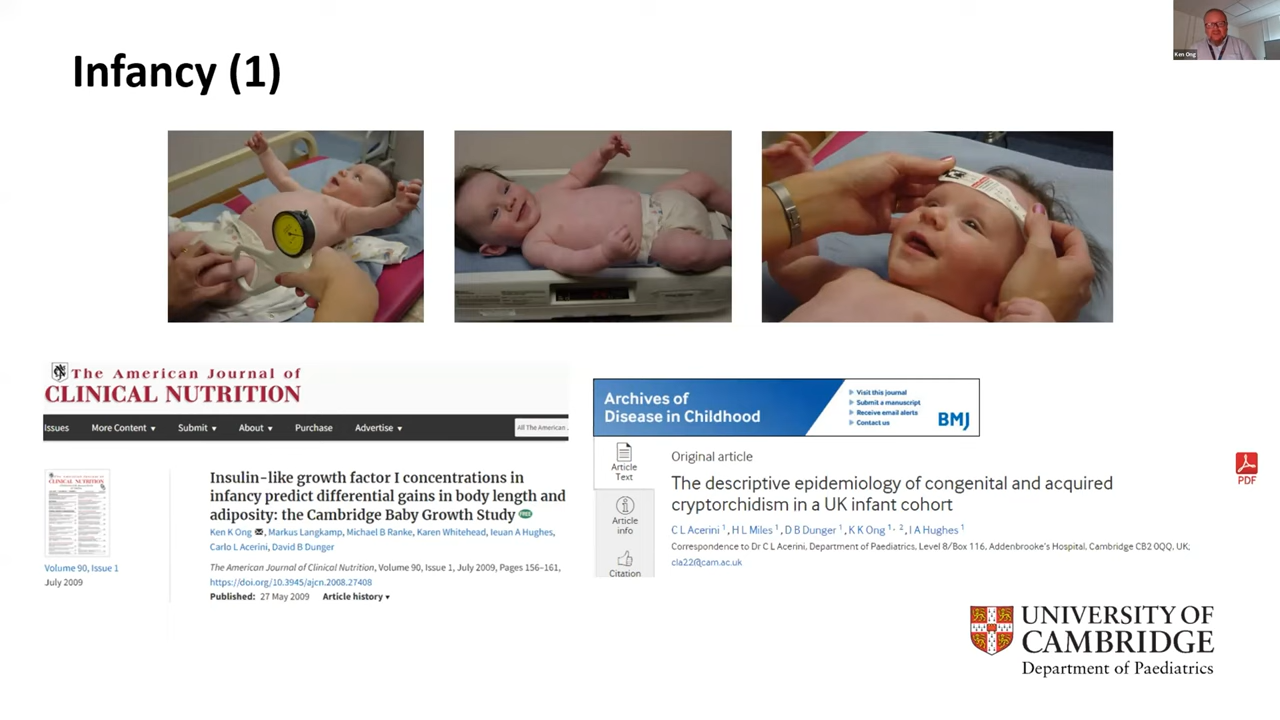 Infancy (1)
Ken Ong
The American Journal of
CLINICAL NUTRITION
Issues More Content Submit About Purchase Advertise All The American
Insulin-like growth factor I concentrations in
infancy predict differential gains in body length and
adiposity: the Cambridge Baby Growth Study FREE
Ken K Ong, Markus Langkamp, Michael B Ranke, Karen Whitehead, Ieuan A Hughes,
Carlo L Acerini, David B Dunger
Volume 90, Issue 1
July 2009
The American Journal of Clinical Nutrition, Volume 90, Issue 1, July 2009, Pages 156–161,
https://doi.org/10.3945/ajcn.2008.27408
Published: 27 May 2009 Article history
Archives of
Disease in Childhood
Visit this journal
Submit a manuscript
Receive email alerts
Contact us
BMJ
Article
Text
Article
info
Citation
Original article
The descriptive epidemiology of congenital and acquired
cryptorchidism in a UK infant cohort
C L Acerini 1, H L Miles 1, D B Dunger 1, K K Ong 1, 2, I A Hughes 1
Correspondence to Dr C L Acerini, Department of Paediatrics, Level 8/Box 116, Addenbrooke's Hospital, Cambridge CB2 0QQ, UK;
cla22@cam.ac.uk
PDF
UNIVERSITY OF
CAMBRIDGE
Department of Paediatrics